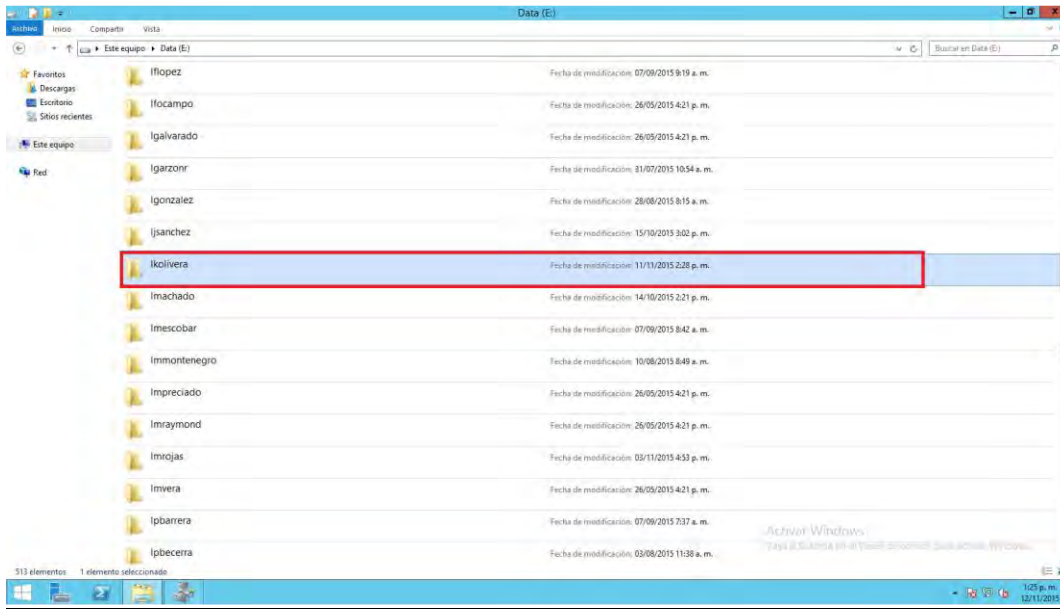 Data (E:)
Archivo Inicio Compartir Vista
Este equipo Data (E:) Buscar en Data (E:)
Favoritos
Descargas
Escritorio
Sitios recientes
Este equipo
Red
lflopez Fecha de modificación: 07/09/2015 9:19 a. m.
lfocampo Fecha de modificación: 26/05/2015 4:21 p. m.
lgalvarado Fecha de modificación: 26/05/2015 4:21 p. m.
lgarzonr Fecha de modificación: 31/07/2015 10:54 a. m.
lgonzalez Fecha de modificación: 28/08/2015 8:15 a. m.
ljsanchez Fecha de modificación: 15/10/2015 3:02 p. m.
lkolivera Fecha de modificación: 11/11/2015 2:28 p. m.
lmachado Fecha de modificación: 14/10/2015 2:21 p. m.
lmescobar Fecha de modificación: 07/09/2015 8:42 a. m.
lmmontenegro Fecha de modificación: 10/08/2015 8:49 a. m.
lmpreciado Fecha de modificación: 26/05/2015 4:21 p. m.
lmraymond Fecha de modificación: 26/05/2015 4:21 p. m.
lmrojas Fecha de modificación: 03/11/2015 4:53 p. m.
lmvera Fecha de modificación: 26/05/2015 4:21 p. m.
lpbarrera Fecha de modificación: 07/09/2015 7:37 a. m.
lpbecerra Fecha de modificación: 03/08/2015 11:38 a. m.
Activar Windows
513 elementos 1 elemento seleccionado
1:25 p. m.
12/11/2015